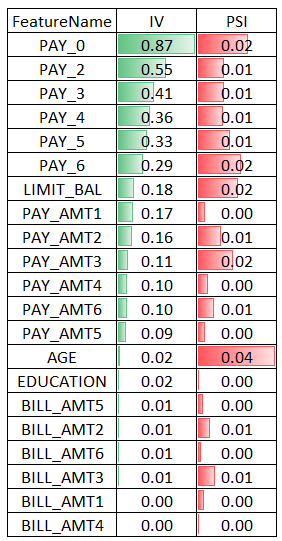 FeatureName IV PSI
PAY_0 0.87 0.02
PAY_2 0.55 0.01
PAY_3 0.41 0.01
PAY_4 0.36 0.01
PAY_5 0.33 0.01
PAY_6 0.29 0.02
LIMIT_BAL 0.18 0.02
PAY_AMT1 0.17 0.00
PAY_AMT2 0.16 0.01
PAY_AMT3 0.11 0.02
PAY_AMT4 0.10 0.00
PAY_AMT6 0.10 0.01
PAY_AMT5 0.09 0.00
AGE 0.02 0.04
EDUCATION 0.02 0.00
BILL_AMT5 0.01 0.00
BILL_AMT2 0.01 0.01
BILL_AMT6 0.01 0.00
BILL_AMT3 0.01 0.01
BILL_AMT1 0.00 0.00
BILL_AMT4 0.00 0.00